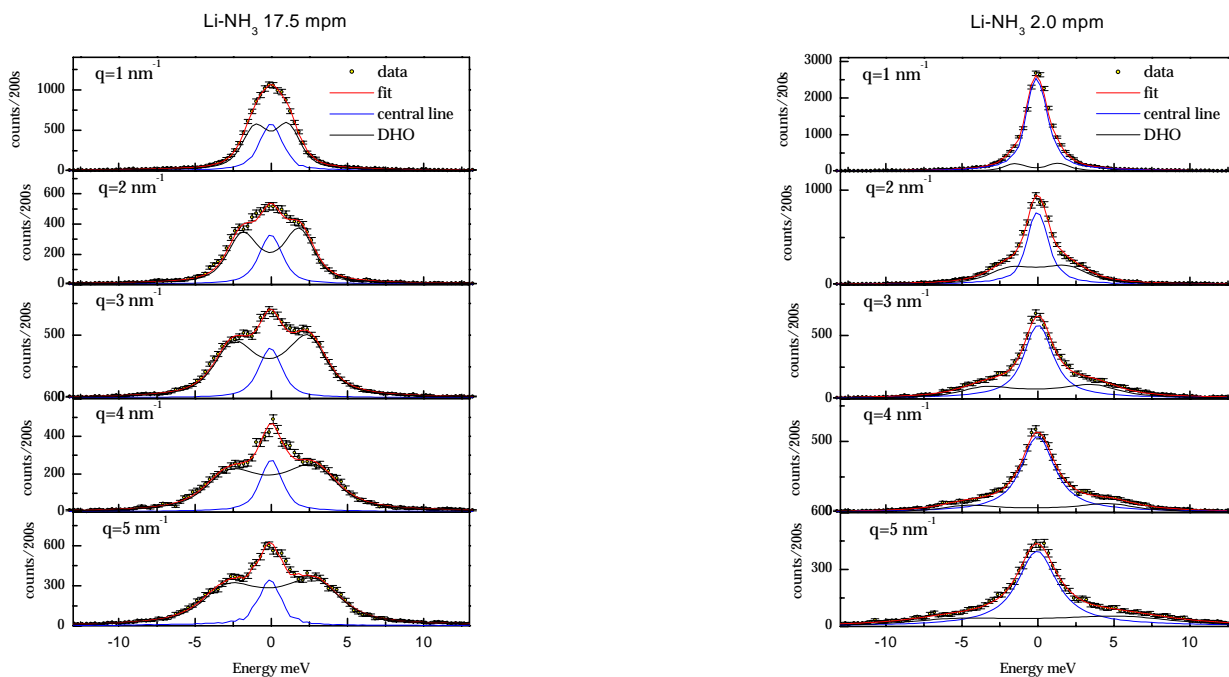 Li-NH₃ 17.5 mpm
q=1 nm⁻¹
data
fit
central line
DHO
counts/200s
1000
500
0
q=2 nm⁻¹
counts/200s
600
400
200
0
q=3 nm⁻¹
counts/200s
500
600
q=4 nm⁻¹
counts/200s
400
200
0
q=5 nm⁻¹
counts/200s
600
300
0
-10 -5 0 5 10
Energy meV
Li-NH₃ 2.0 mpm
q=1 nm⁻¹
data
fit
central line
DHO
counts/200s
3000
2000
1000
0
q=2 nm⁻¹
counts/200s
1000
0
q=3 nm⁻¹
counts/200s
500
0
q=4 nm⁻¹
counts/200s
500
600
q=5 nm⁻¹
counts/200s
300
0
-10 -5 0 5 10
Energy meV